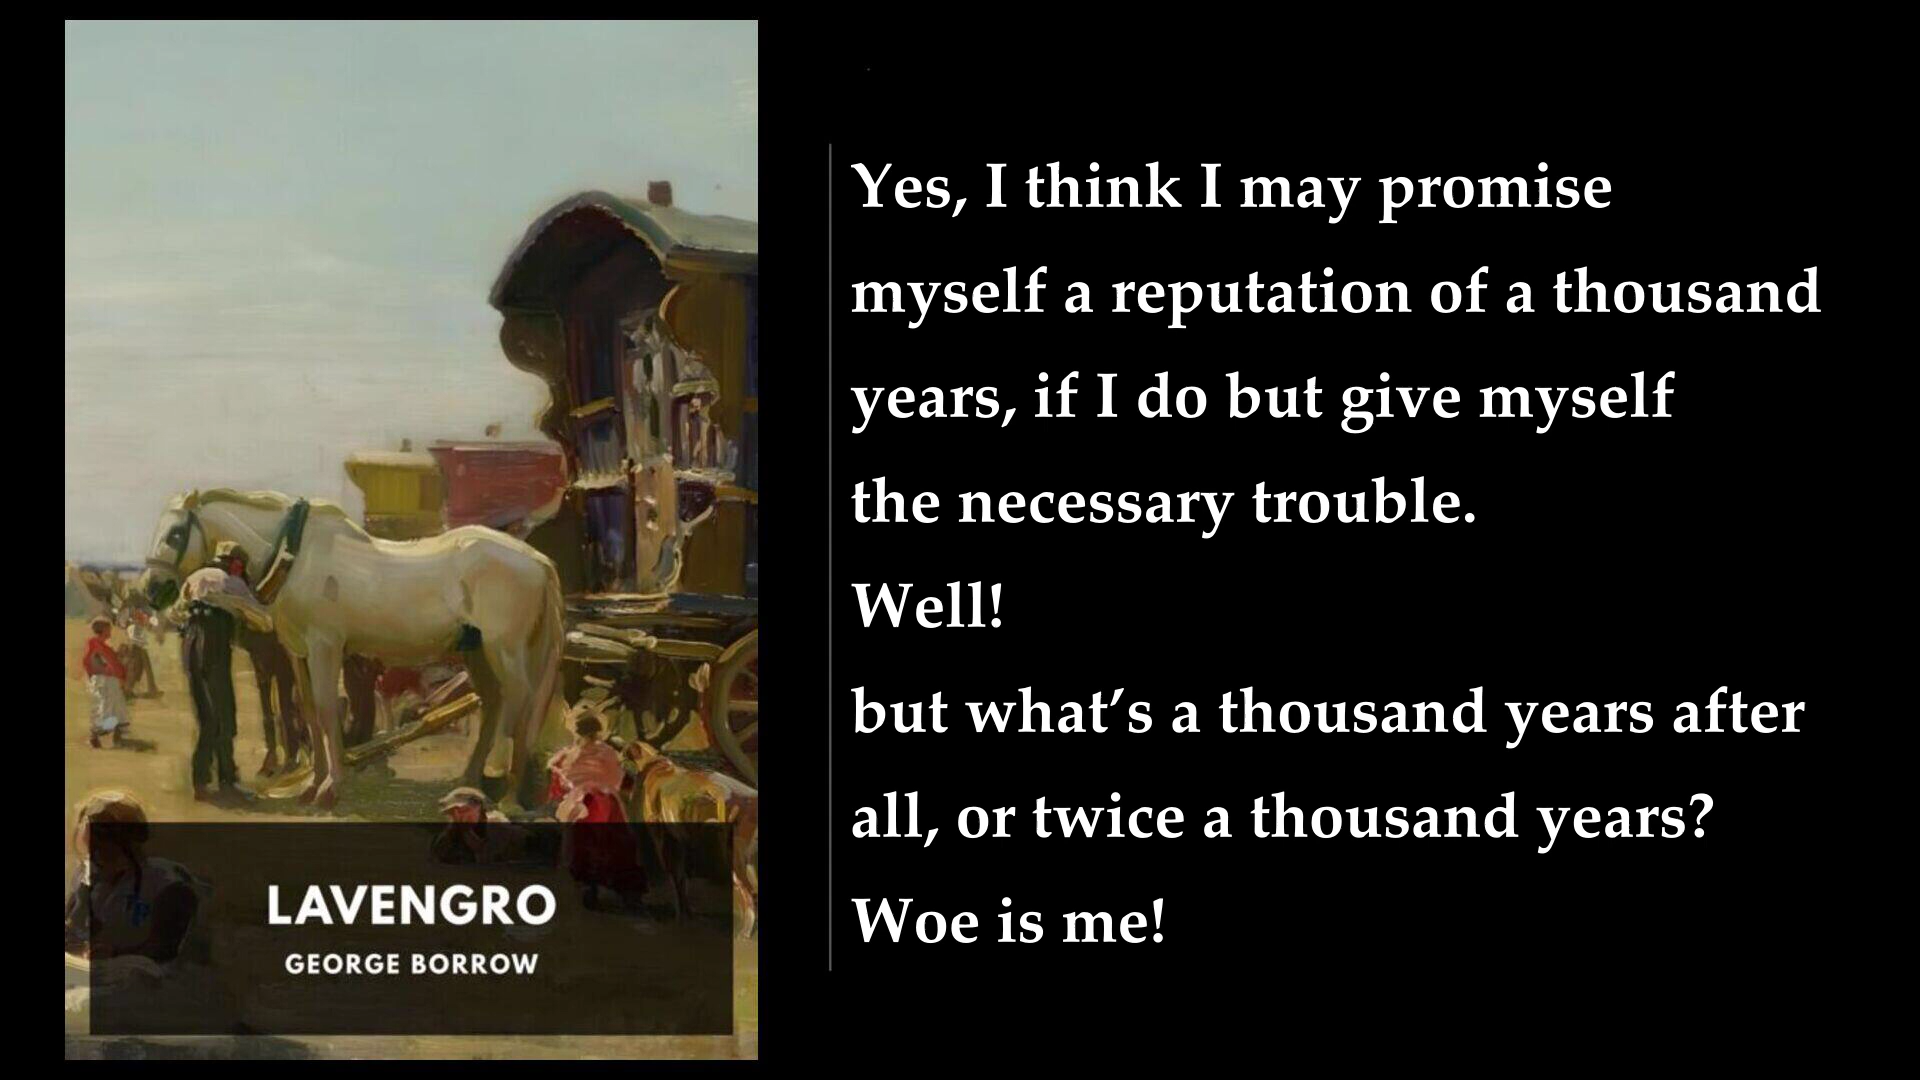 Yes, I think I may promise
myself a reputation of a thousand
years, if I do but give myself
the necessary trouble.
Well!
but what’s a thousand years after
all, or twice a thousand years?
Woe is me!
LAVENGRO
GEORGE BORROW